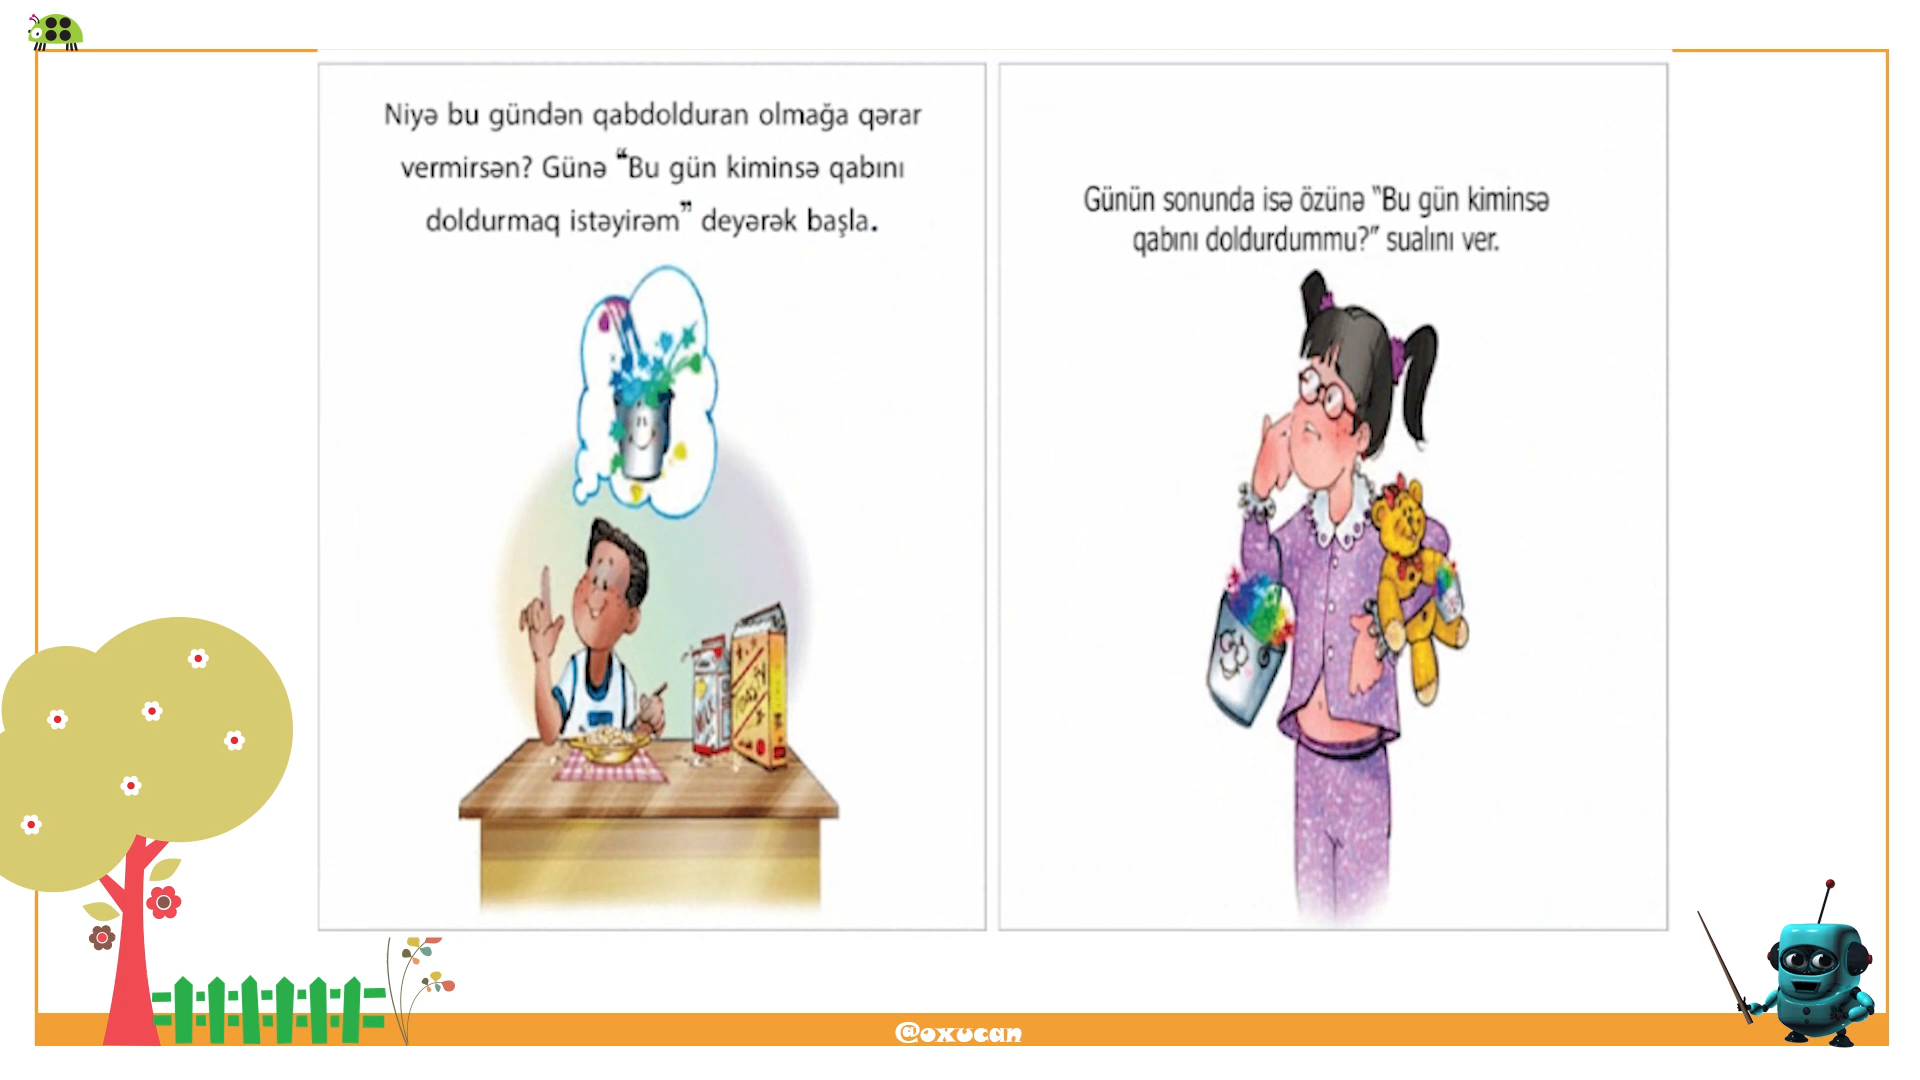 Niyə bu gündən qabdolduran olmağa qərar
vermirsən? Günə “Bu gün kiminsə qabını
doldurmaq istəyirəm” deyərək başla.
Günün sonunda isə özünə “Bu gün kiminsə
qabını doldurdummu?” sualını ver.
MILK
@oxucan